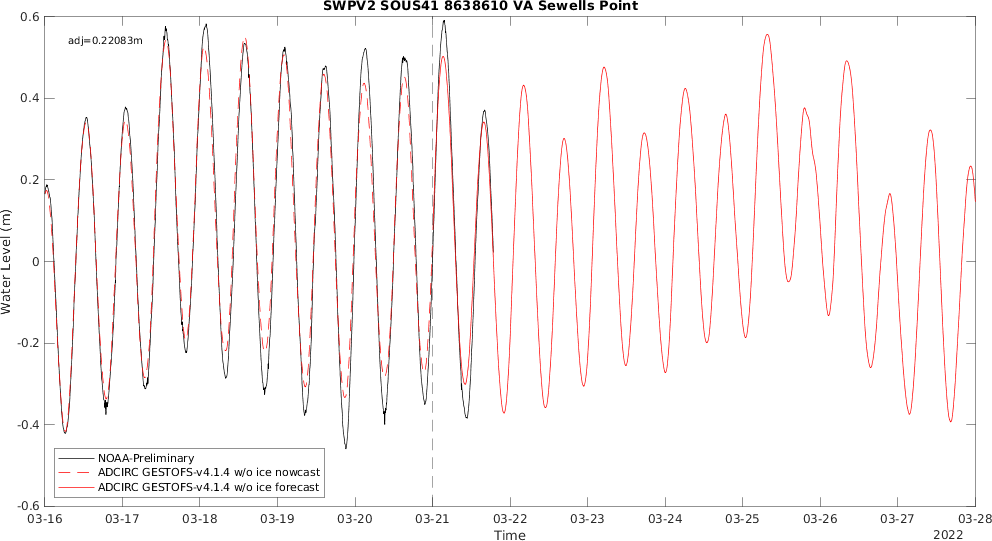 SWPV2 SOUS41 8638610 VA Sewells Point
adj=0.22083m
0.6
0.4
0.2
0
-0.2
-0.4
-0.6
Water Level (m)
NOAA-Preliminary
ADCIRC GESTOFS-v4.1.4 w/o ice nowcast
ADCIRC GESTOFS-v4.1.4 w/o ice forecast
03-16 03-17 03-18 03-19 03-20 03-21 03-22 03-23 03-24 03-25 03-26 03-27 03-28
Time
2022